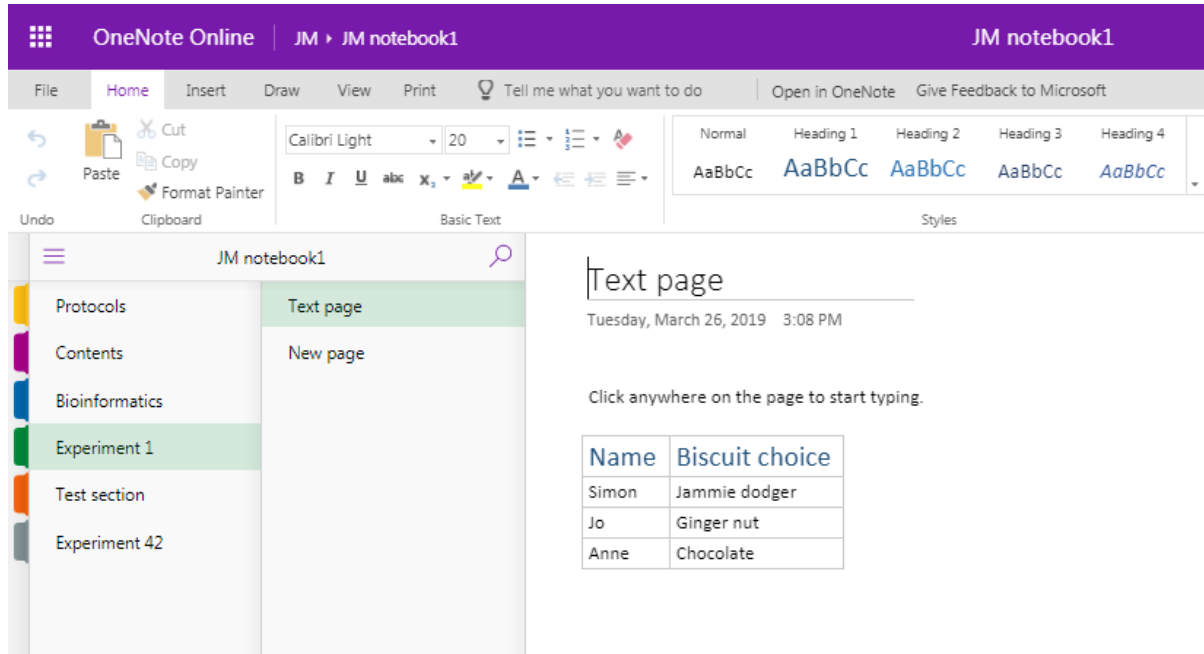 OneNote Online JM ▸ JM notebook1 JM notebook1
File Home Insert Draw View Print Tell me what you want to do Open in OneNote Give Feedback to Microsoft
Cut
Copy
Format Painter
Paste
Undo Clipboard
Calibri Light 20
B I U abc x₂ A
Basic Text
Normal Heading 1 Heading 2 Heading 3 Heading 4
AaBbCc AaBbCc AaBbCc AaBbCc AaBbCc
Styles
JM notebook1
Protocols
Contents
Bioinformatics
Experiment 1
Test section
Experiment 42
Text page
New page
Text page
Tuesday, March 26, 2019 3:08 PM
Click anywhere on the page to start typing.
Name Biscuit choice
Simon Jammie dodger
Jo Ginger nut
Anne Chocolate